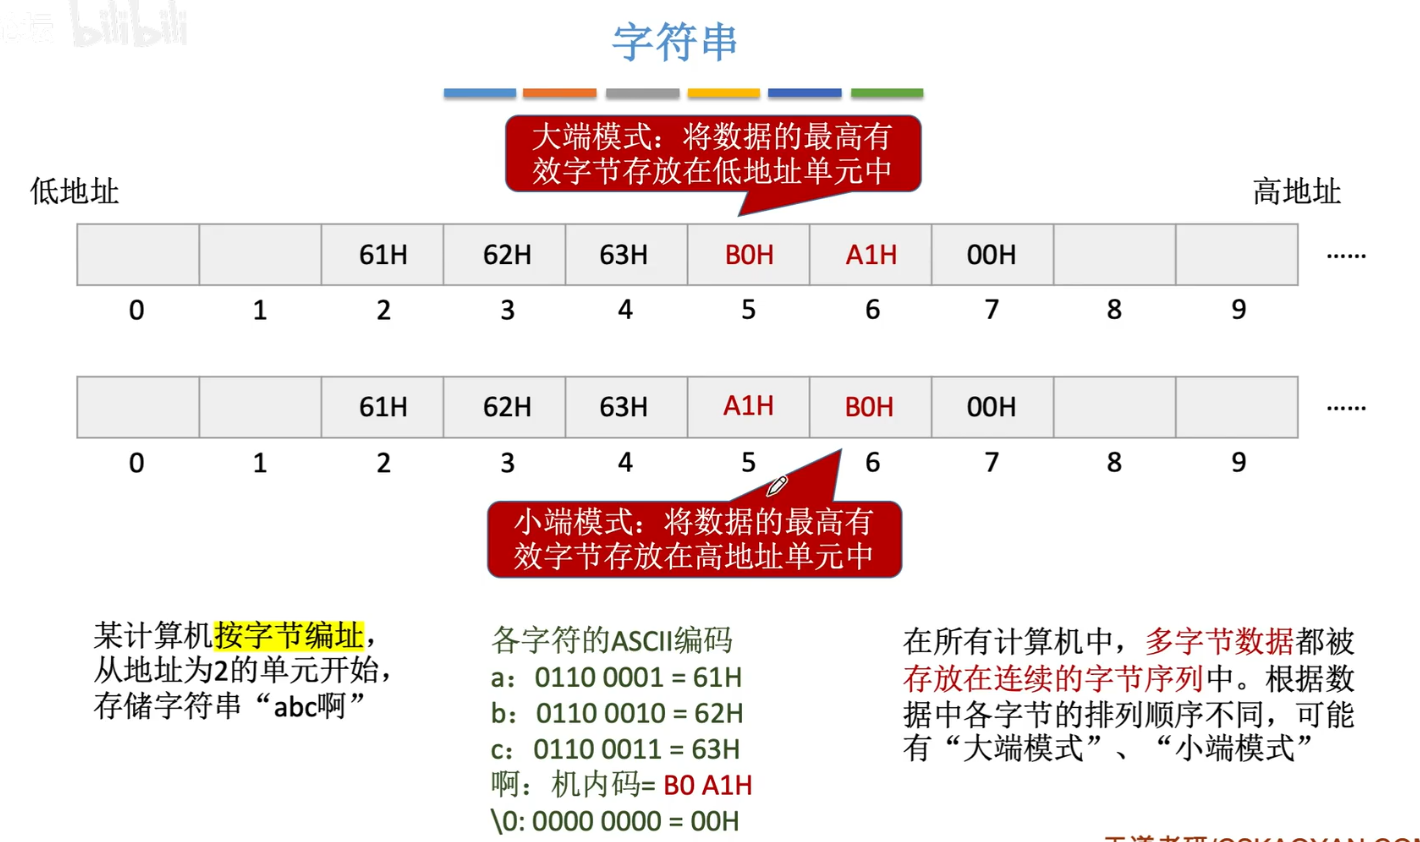 bilibili
字符串
大端模式：将数据的最高有
效字节存放在低地址单元中
低地址
高地址
61H 62H 63H B0H A1H 00H ······
0 1 2 3 4 5 6 7 8 9
61H 62H 63H A1H B0H 00H ······
0 1 2 3 4 5 6 7 8 9
小端模式：将数据的最高有
效字节存放在高地址单元中
某计算机按字节编址，
从地址为2的单元开始，
存储字符串“abc啊”
各字符的ASCII编码
a： 0110 0001 = 61H
b： 0110 0010 = 62H
c： 0110 0011 = 63H
啊：机内码= B0 A1H
\0: 0000 0000 = 00H
在所有计算机中，多字节数据都被
存放在连续的字节序列中。根据数
据中各字节的排列顺序不同，可能
有“大端模式”、“小端模式”